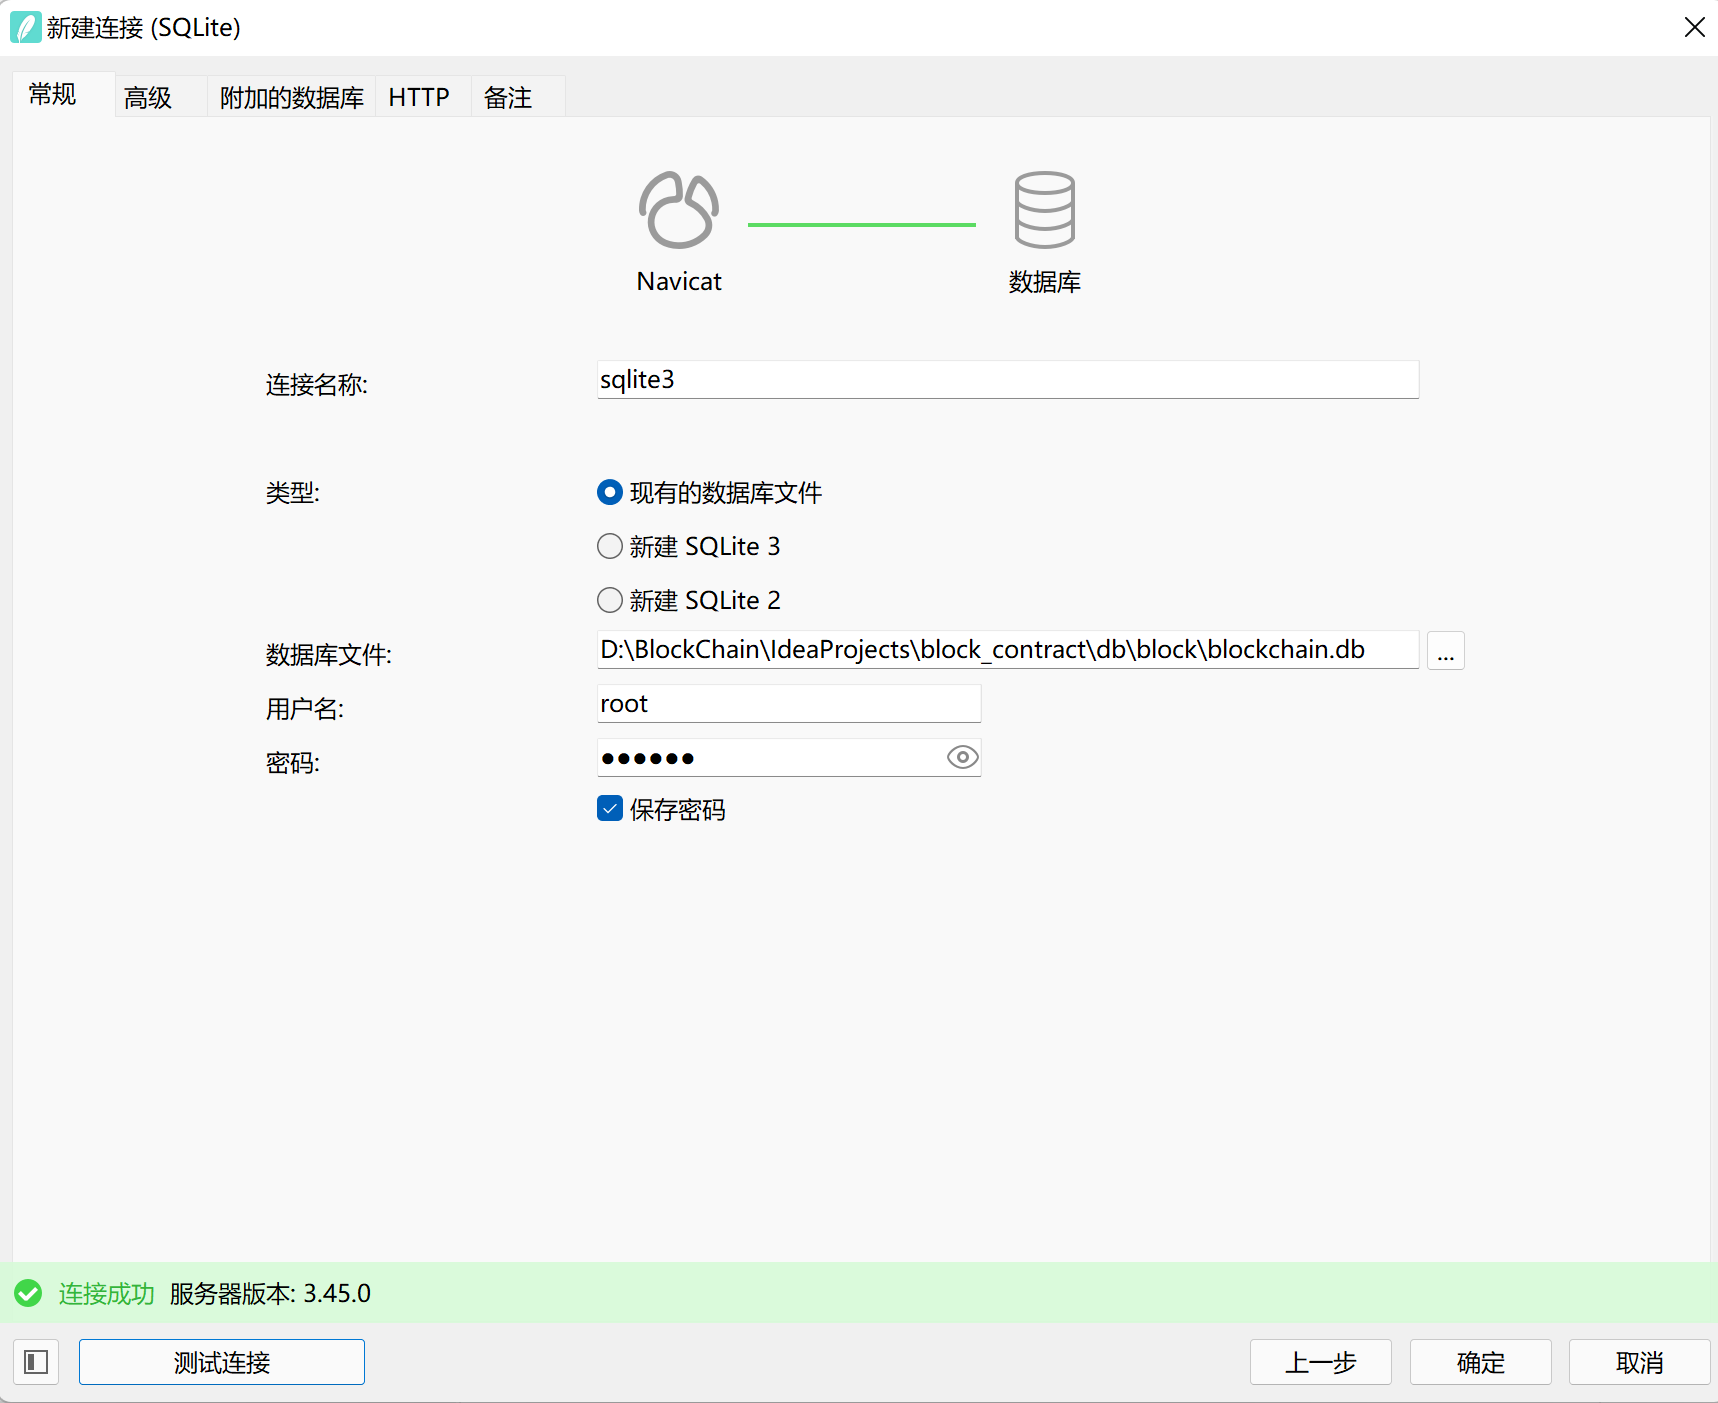 新建连接 (SQLite)
常规 高级 附加的数据库 HTTP 备注
Navicat 数据库
连接名称: sqlite3
类型: 现有的数据库文件
新建 SQLite 3
新建 SQLite 2
数据库文件: D:\BlockChain\IdeaProjects\block_contract\db\block\blockchain.db ...
用户名: root
密码: ●●●●●●
保存密码
连接成功 服务器版本: 3.45.0
测试连接 上一步 确定 取消